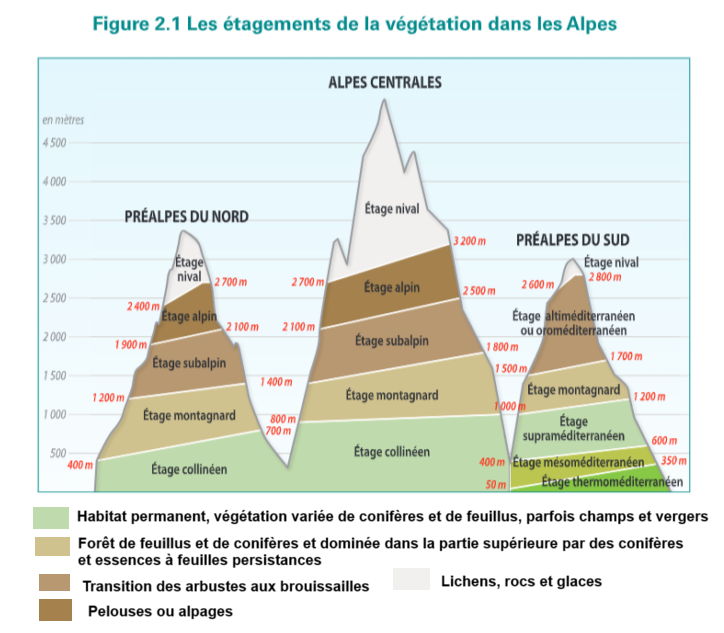 Figure 2.1 Les étagements de la végétation dans les Alpes
ALPES CENTRALES
en mètres
4 500
4 000
3 500
3 000
2 500
2 000
1 500
1 000
500
PRÉALPES DU NORD
Étage
nival
2 700 m
2 400 m
Étage alpin
2 100 m
1 900 m
Étage subalpin
1 400 m
1 200 m
Étage montagnard
700 m
400 m
Étage collinéen
Étage nival
3 200 m
2 700 m
Étage alpin
2 500 m
2 100 m
Étage subalpin
1 800 m
Étage montagnard
1 000 m
800 m
Étage collinéen
PRÉALPES DU SUD
Étage nival
2 800 m
2 600 m
Étage altiméditerranéen
ou oroméditerranéen
1 700 m
1 500 m
Étage montagnard
1 200 m
Étage
supraméditerranéen
600 m
400 m
Étage mésoméditerranéen
350 m
50 m
Étage thermoméditerranéen
Habitat permanent, végétation variée de conifères et de feuillus, parfois champs et vergers
Forêt de feuillus et de conifères et dominée dans la partie supérieure par des conifères
et essences à feuilles persistances
Transition des arbustes aux brouissailles
Lichens, rocs et glaces
Pelouses ou alpages